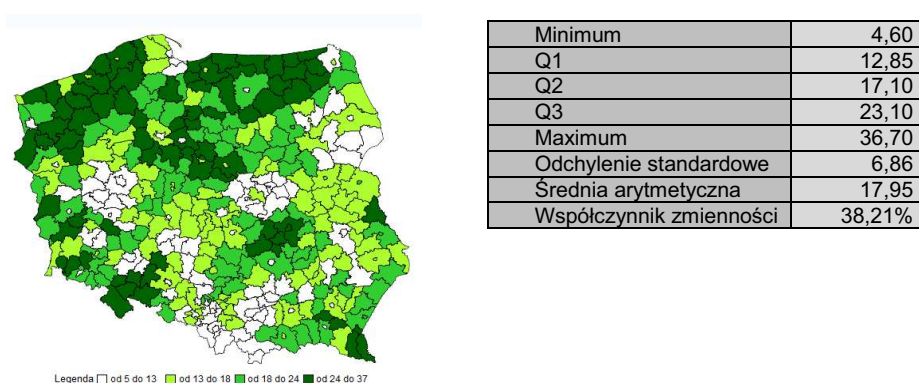 Minimum 4,60
Q1 12,85
Q2 17,10
Q3 23,10
Maximum 36,70
Odchylenie standardowe 6,86
Średnia arytmetyczna 17,95
Współczynnik zmienności 38,21%
Legenda od 5 do 13 od 13 do 18 od 18 do 24 od 24 do 37